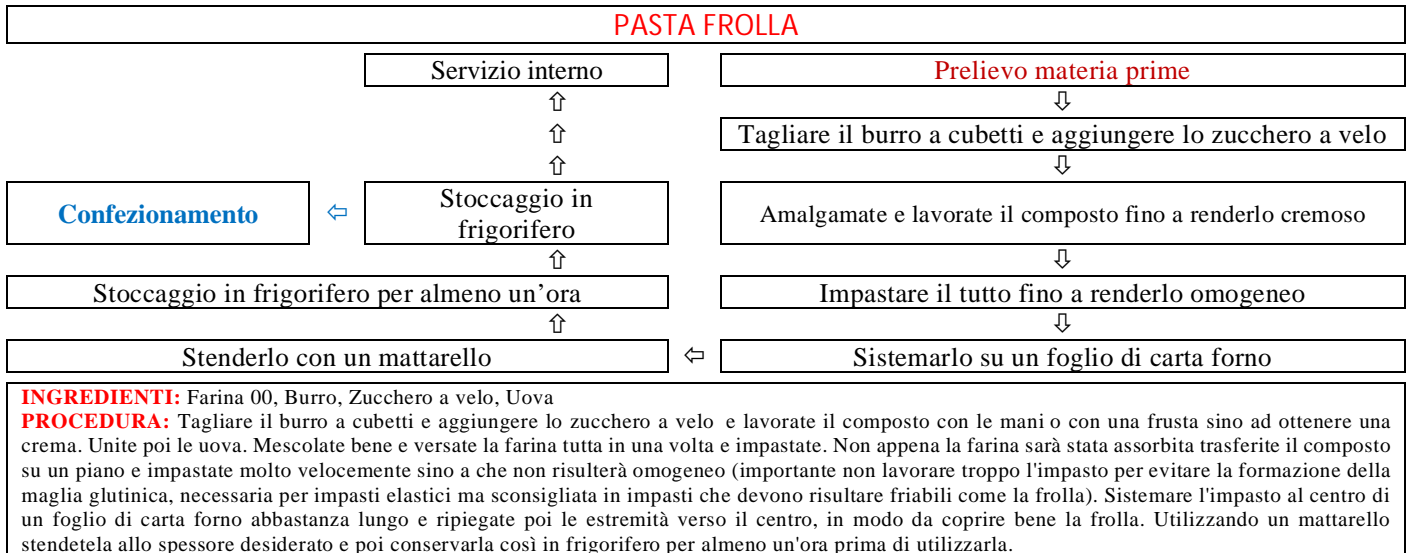 PASTA FROLLA
Servizio interno
Prelievo materia prime
⇧
⇩
⇧
Tagliare il burro a cubetti e aggiungere lo zucchero a velo
⇧
⇩
Confezionamento
⇦
Stoccaggio in
frigorifero
Amalgamate e lavorate il composto fino a renderlo cremoso
⇧
⇩
Stoccaggio in frigorifero per almeno un’ora
Impastare il tutto fino a renderlo omogeneo
⇧
⇩
Stenderlo con un mattarello
⇦
Sistemarlo su un foglio di carta forno
INGREDIENTI: Farina 00, Burro, Zucchero a velo, Uova
PROCEDURA: Tagliare il burro a cubetti e aggiungere lo zucchero a velo e lavorate il composto con le mani o con una frusta sino ad ottenere una
crema. Unite poi le uova. Mescolate bene e versate la farina tutta in una volta e impastate. Non appena la farina sarà stata assorbita trasferite il composto
su un piano e impastate molto velocemente sino a che non risulterà omogeneo (importante non lavorare troppo l'impasto per evitare la formazione della
maglia glutinica, necessaria per impasti elastici ma sconsigliata in impasti che devono risultare friabili come la frolla). Sistemare l'impasto al centro di
un foglio di carta forno abbastanza lungo e ripiegate poi le estremità verso il centro, in modo da coprire bene la frolla. Utilizzando un mattarello
stendetela allo spessore desiderato e poi conservarla così in frigorifero per almeno un'ora prima di utilizzarla.